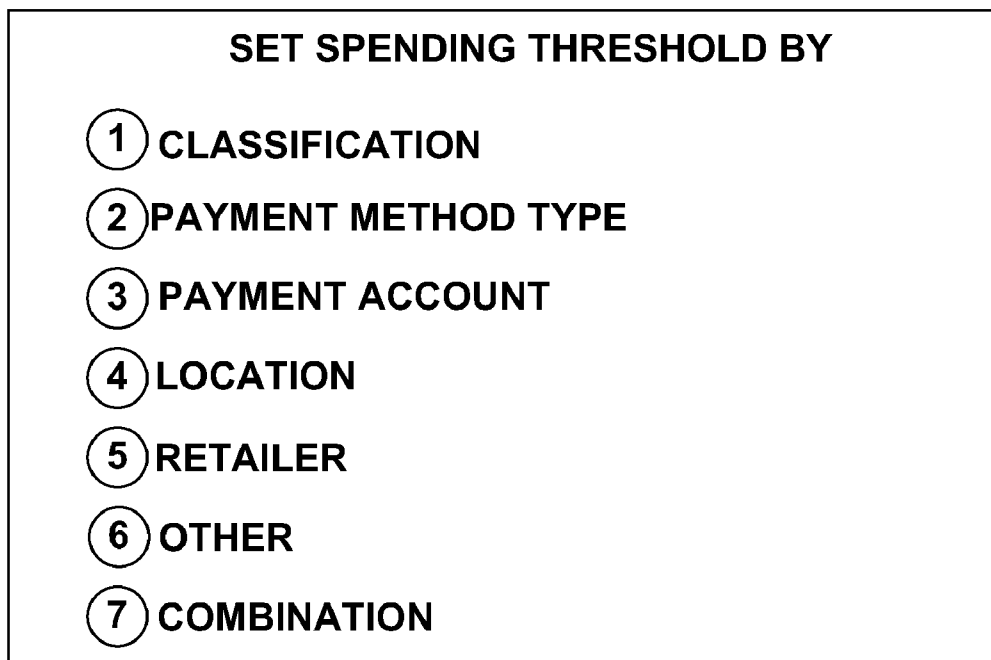 SET SPENDING THRESHOLD BY
1 CLASSIFICATION
2 PAYMENT METHOD TYPE
3 PAYMENT ACCOUNT
4 LOCATION
5 RETAILER
6 OTHER
7 COMBINATION